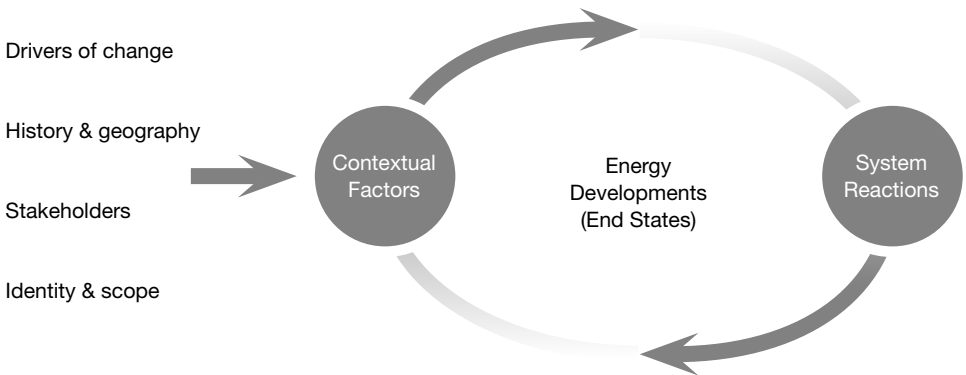 Drivers of change
History & geography
Stakeholders
Identity & scope
Contextual
Factors
Energy
Developments
(End States)
System
Reactions